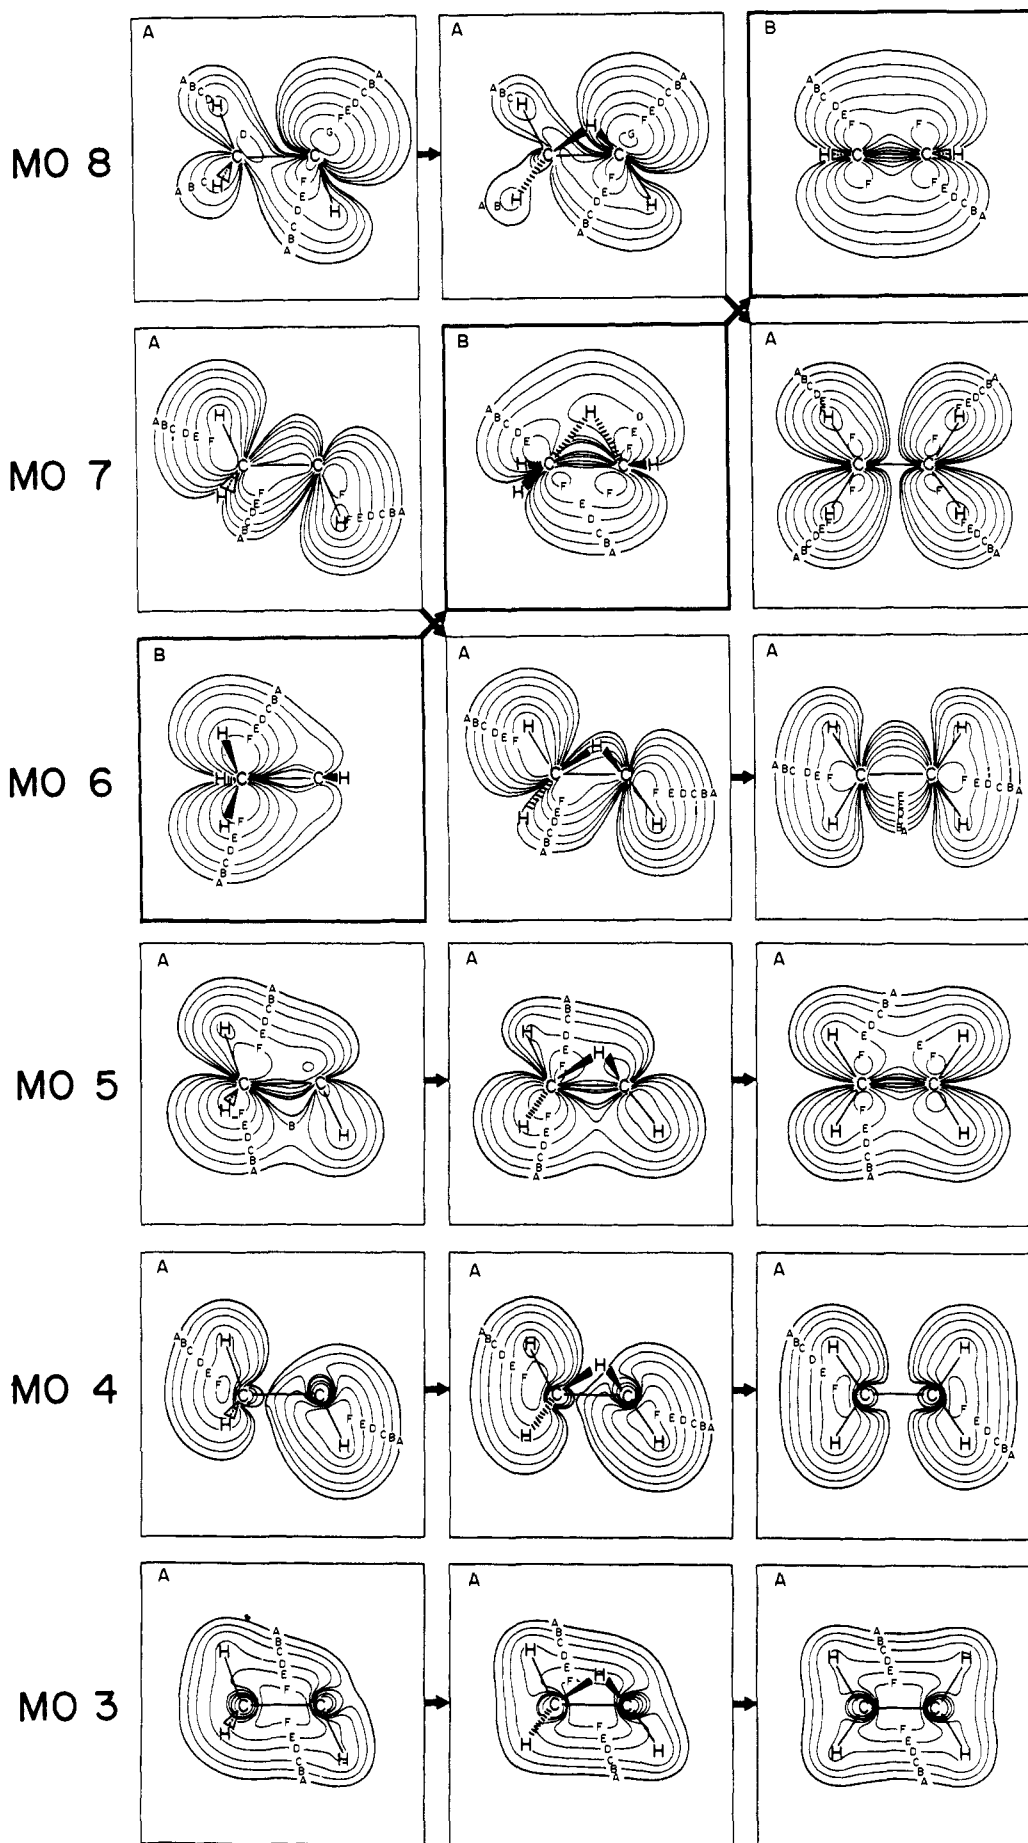 A
A
B
MO 8
A B C D H
D
G F E D C B A
C C
A B C H
F E D C B A
H
A B C H
H
G F E D C B A
C C
A B H
F E D C B A
H
F E D C B A
F
H C C H
F
F E D C B A
A
B
A
MO 7
H
A B C D E F
C C
H
F E D C B A
F
H F E D C B A
H
A B C D E
D E F
H C C H
H
F F
E D C B A
A B C D E F
H H
F E D C B A
F F
C C
F F
H H
A B C D E F
F E D C B A
B
A
A
MO 6
F E D C B A
H
H C C H
H
F E D C B A
H
A B C D E F
H
C C
H
F E D C B A
F E D C B A
H
H H
A B C D E F
C C
F E D C B A
E D B A
H H
A
A
A
MO 5
A B C D E F
H
C C
H
F E D C B A
B
H
A B C D E F
H
H
C C
H
F E D C B A
H
A B C D E F
H H
E F
C C
H H
F E D C B A
A
A
A
MO 4
H
A B C D E F
C C
H
H
F E D C B A
H
A B C D E F
H
C C
H
H
F E D C B A
H H
A B C D E F
C C
F E D C B A
H H
A
A
A
MO 3
A B C D E F
H
C C
H
F E D C B A
H
A B C D E F
H
H
C C
H
F E D C B A
H
A B C D E F
H H
C C
H H
F E D C B A